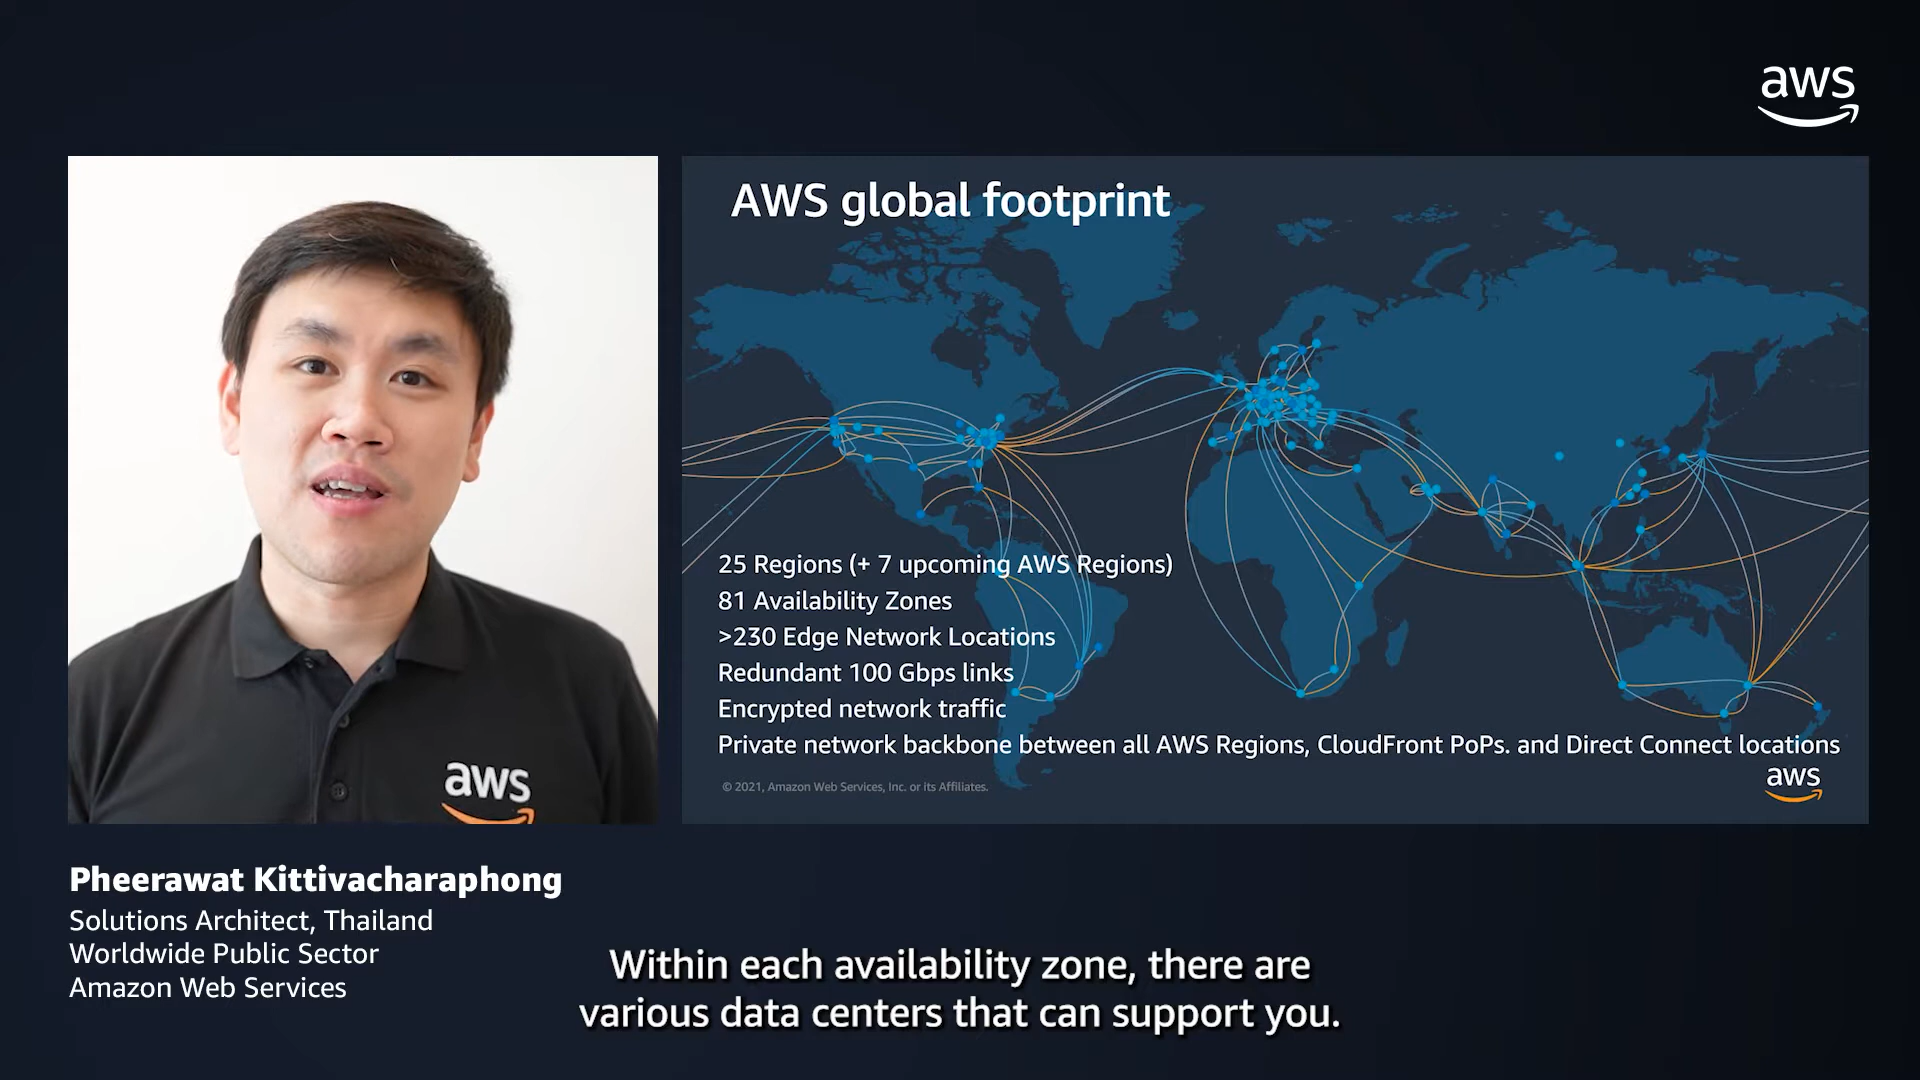 aws
AWS global footprint
25 Regions (+ 7 upcoming AWS Regions)
81 Availability Zones
>230 Edge Network Locations
Redundant 100 Gbps links
Encrypted network traffic
Private network backbone between all AWS Regions, CloudFront PoPs. and Direct Connect locations
© 2021, Amazon Web Services, Inc. or its Affiliates.
aws
aws
Pheerawat Kittivacharaphong
Solutions Architect, Thailand
Worldwide Public Sector
Amazon Web Services
Within each availability zone, there are
various data centers that can support you.